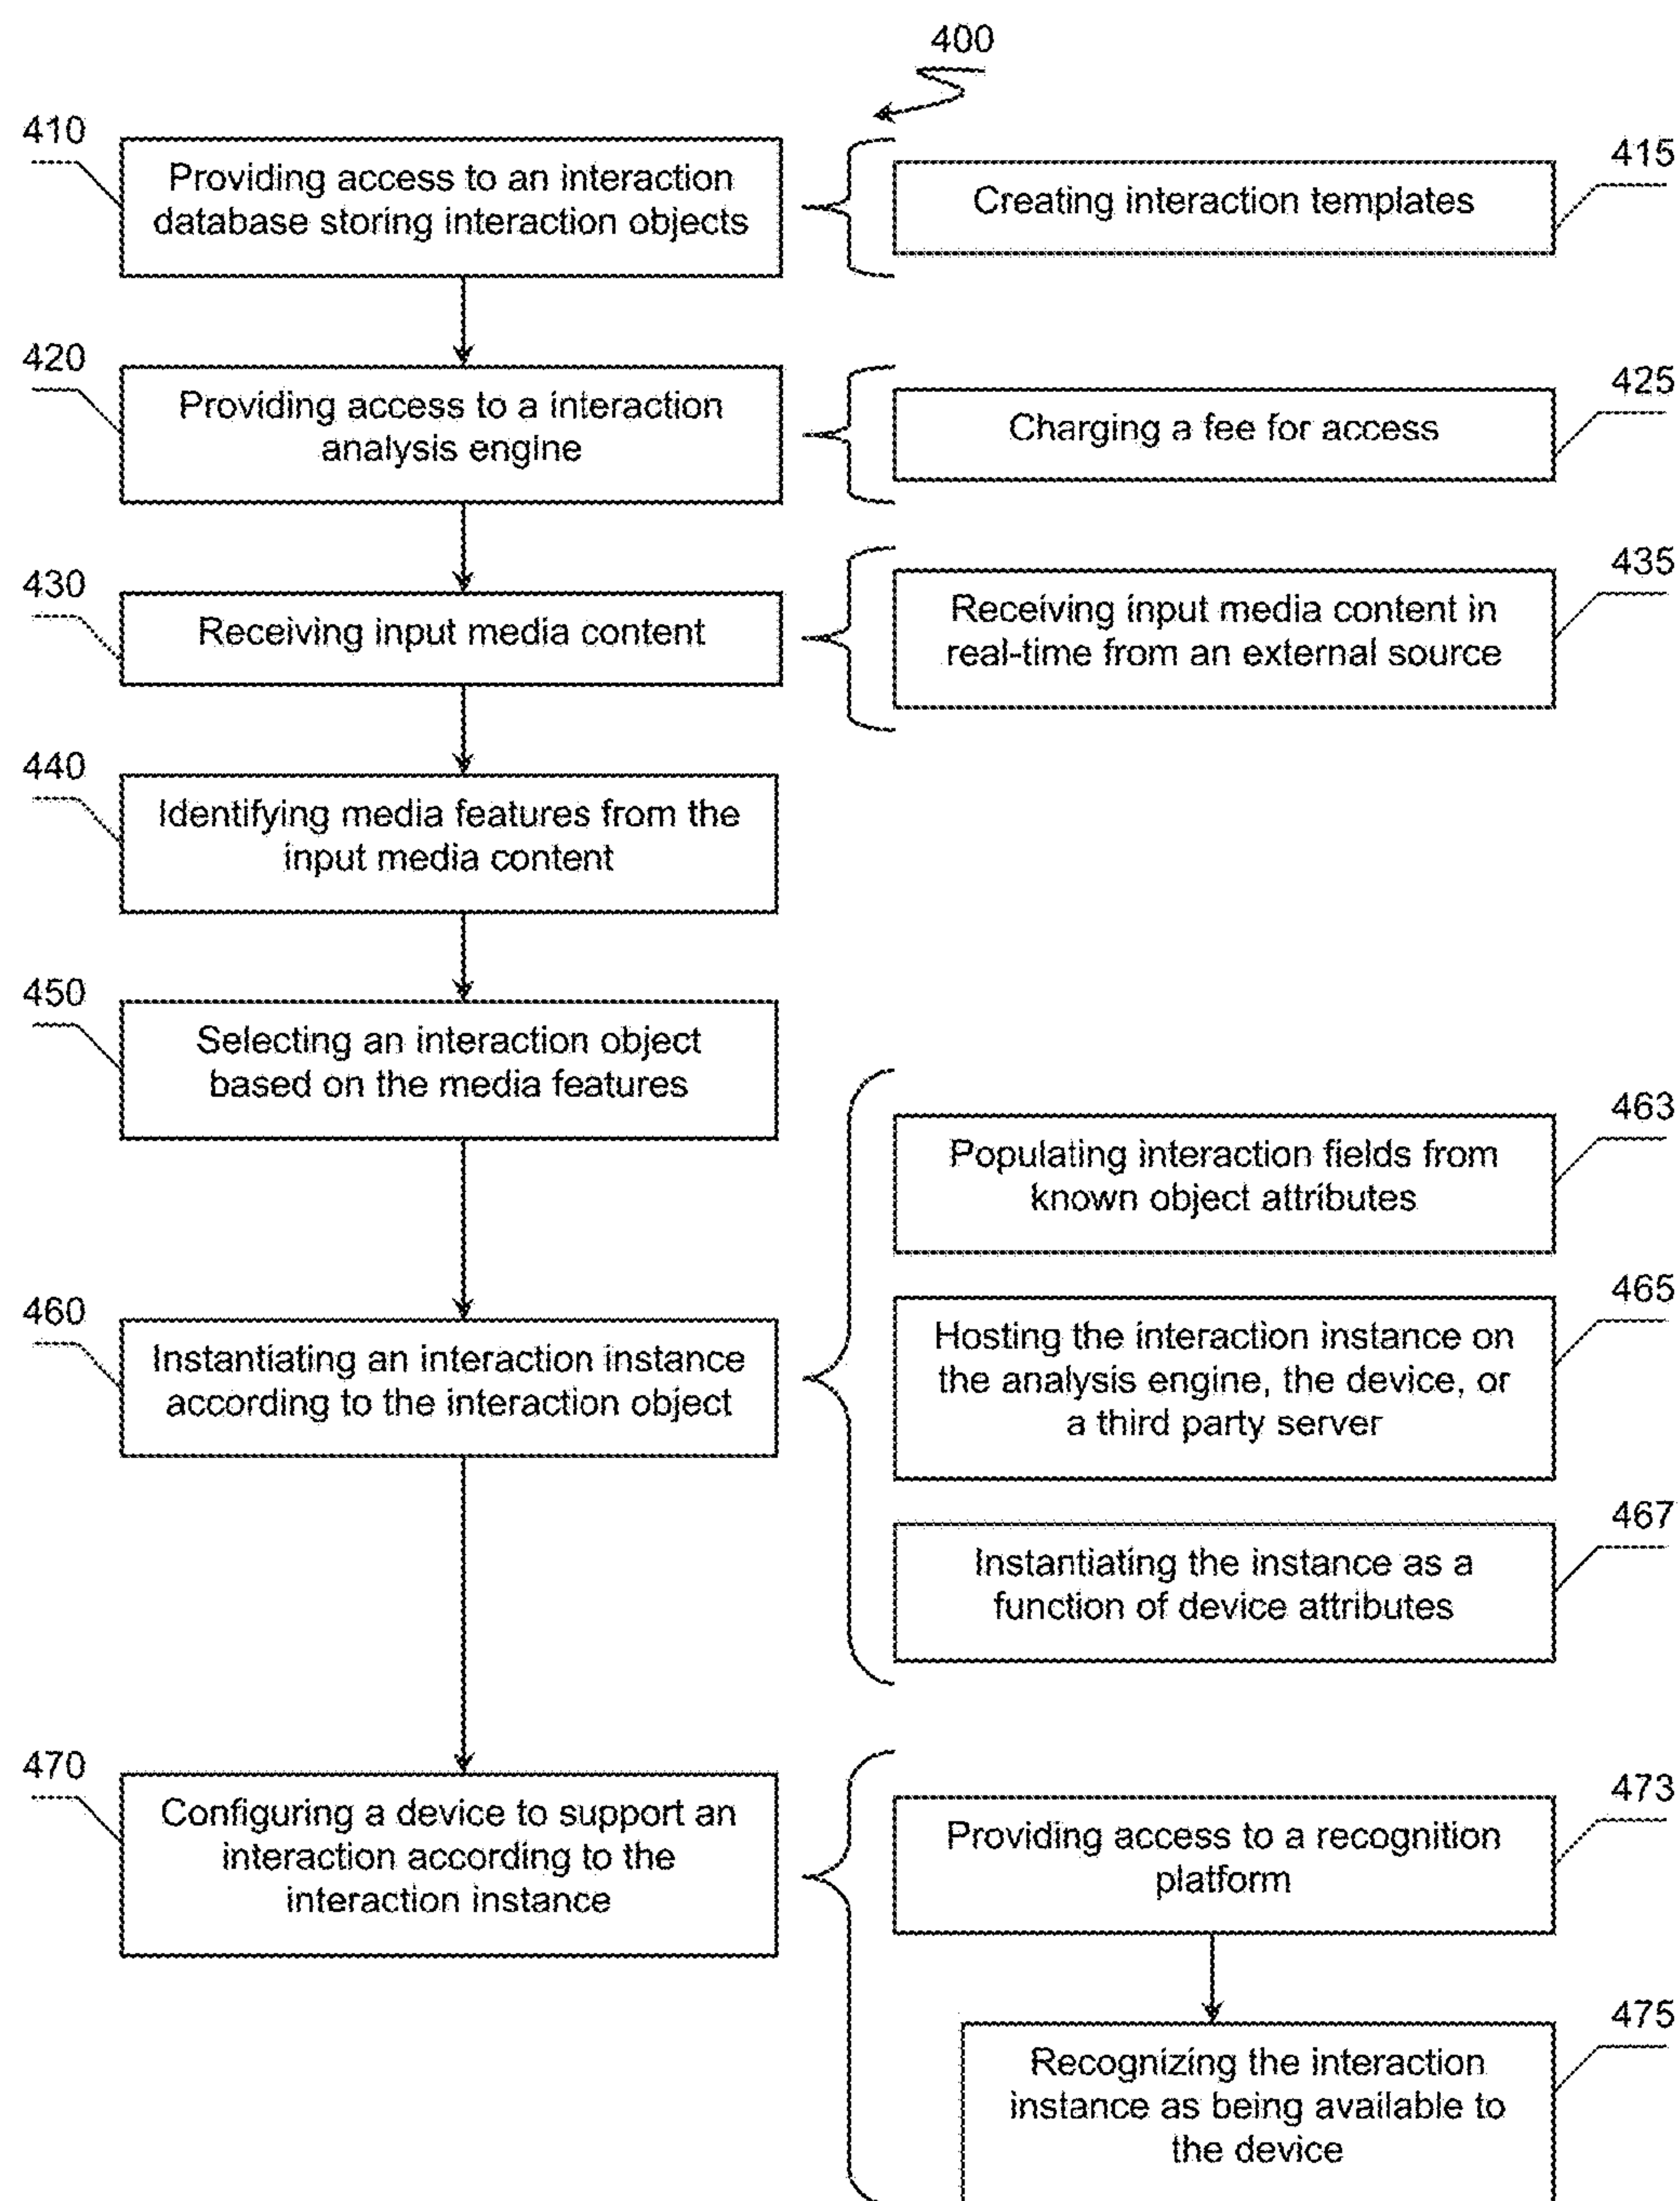 400
410
Providing access to an interaction
database storing interaction objects
415
Creating interaction templates
420
Providing access to a interaction
analysis engine
425
Charging a fee for access
430
Receiving input media content
435
Receiving input media content in
real-time from an external source
440
Identifying media features from the
input media content
450
Selecting an interaction object
based on the media features
460
Instantiating an interaction instance
according to the interaction object
463
Populating interaction fields from
known object attributes
465
Hosting the interaction instance on
the analysis engine, the device, or
a third party server
467
Instantiating the instance as a
function of device attributes
470
Configuring a device to support an
interaction according to the
interaction instance
473
Providing access to a recognition
platform
475
Recognizing the interaction
instance as being available to
the device